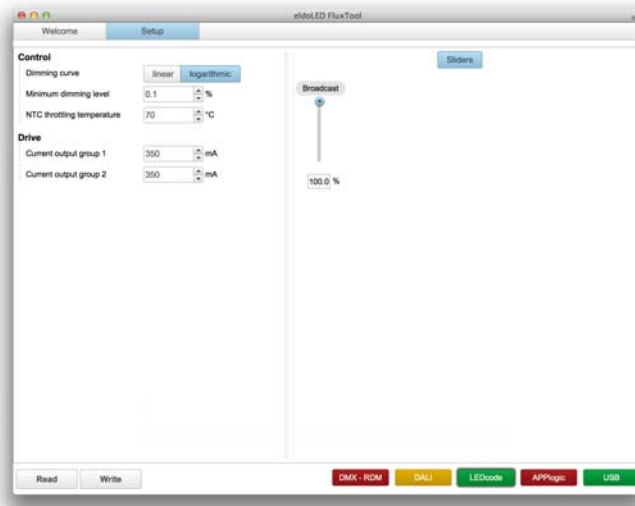 eldoLED FluxTool
Welcome Setup
Control
Dimming curve linear logarithmic
Minimum dimming level 0.1 %
NTC throttling temperature 70 °C
Drive
Current output group 1 350 mA
Current output group 2 350 mA
Sliders
Broadcast
100.0 %
Read Write DMX - RDM DALI LEDcode APPlogic USB